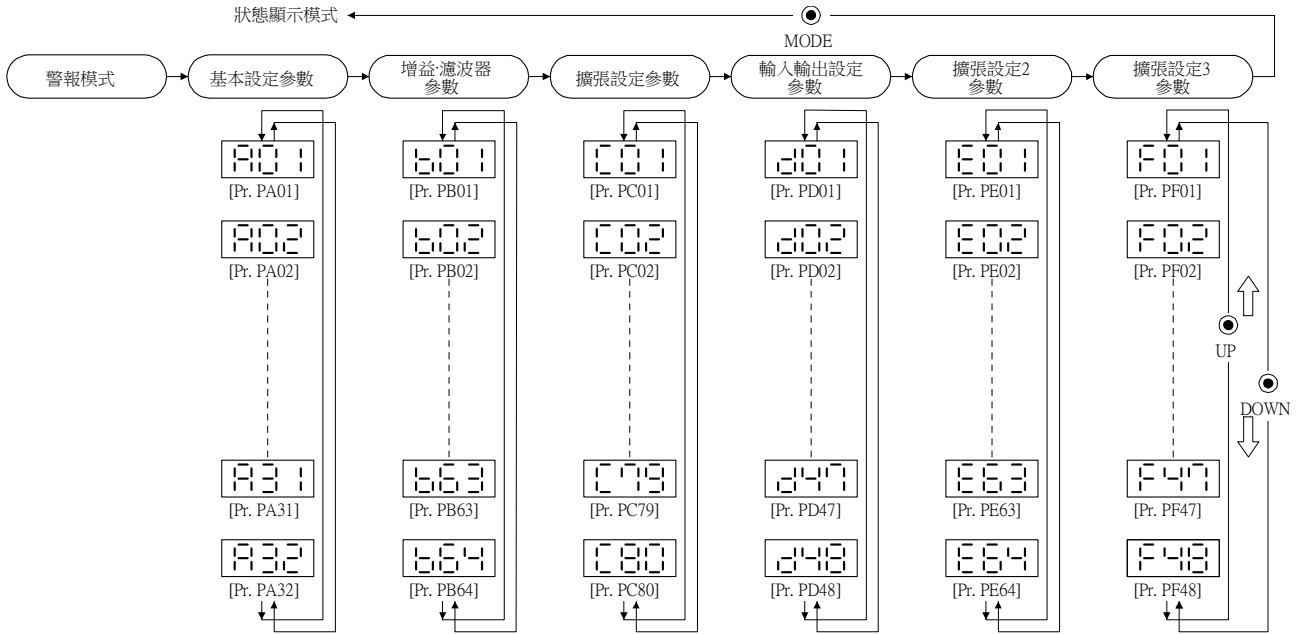 狀態顯示模式
MODE
警報模式
基本設定參數
增益·濾波器
參數
擴張設定參數
輸入輸出設定
參數
擴張設定2
參數
擴張設定3
參數
A01 b01 C01 d01 E01 F01
[Pr. PA01] [Pr. PB01] [Pr. PC01] [Pr. PD01] [Pr. PE01] [Pr. PF01]
A02 b02 C02 d02 E02 F02
[Pr. PA02] [Pr. PB02] [Pr. PC02] [Pr. PD02] [Pr. PE02] [Pr. PF02]
UP
DOWN
A31 b63 C79 d47 E63 F47
[Pr. PA31] [Pr. PB63] [Pr. PC79] [Pr. PD47] [Pr. PE63] [Pr. PF47]
A32 b64 C80 d48 E64 F48
[Pr. PA32] [Pr. PB64] [Pr. PC80] [Pr. PD48] [Pr. PE64] [Pr. PF48]